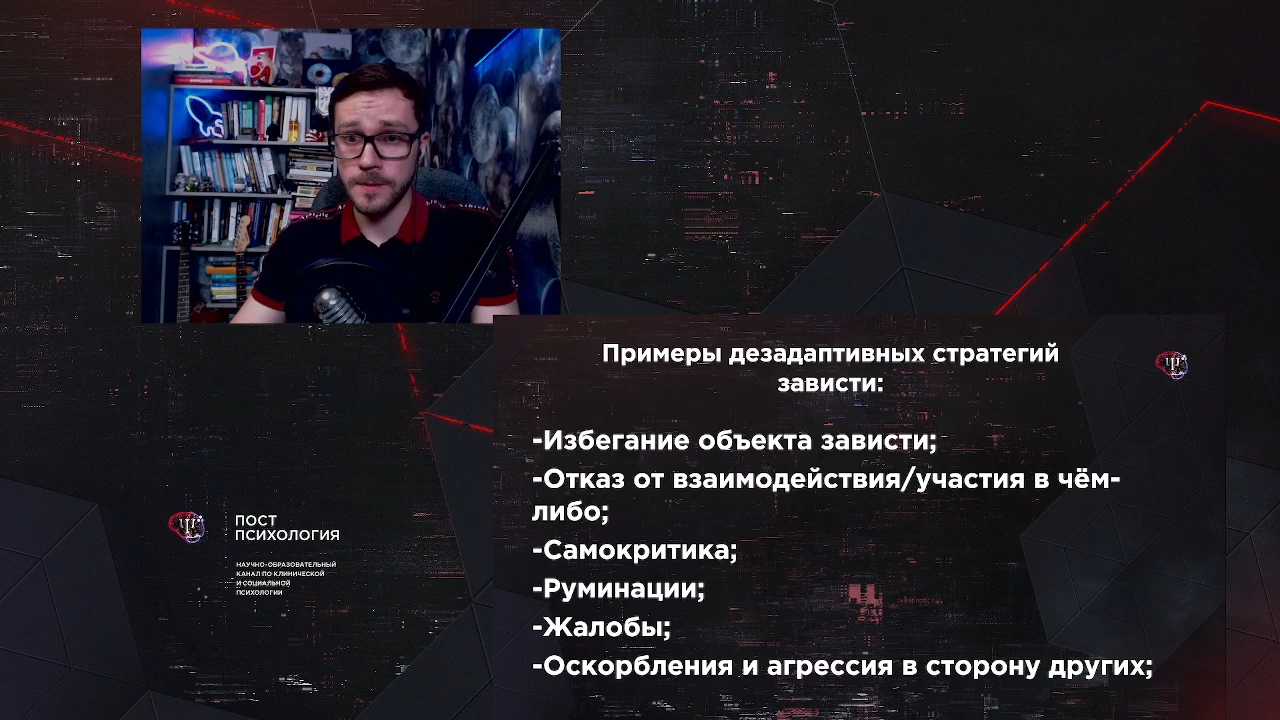 Примеры дезадаптивных стратегий
зависти:
-Избегание объекта зависти;
-Отказ от взаимодействия/участия в чём-
либо;
-Самокритика;
-Руминации;
-Жалобы;
-Оскорбления и агрессия в сторону других;
ПОСТ
ПСИХОЛОГИЯ
НАУЧНО-ОБРАЗОВАТЕЛЬНЫЙ
КАНАЛ ПО КЛИНИЧЕСКОЙ
И СОЦИАЛЬНОЙ
ПСИХОЛОГИИ